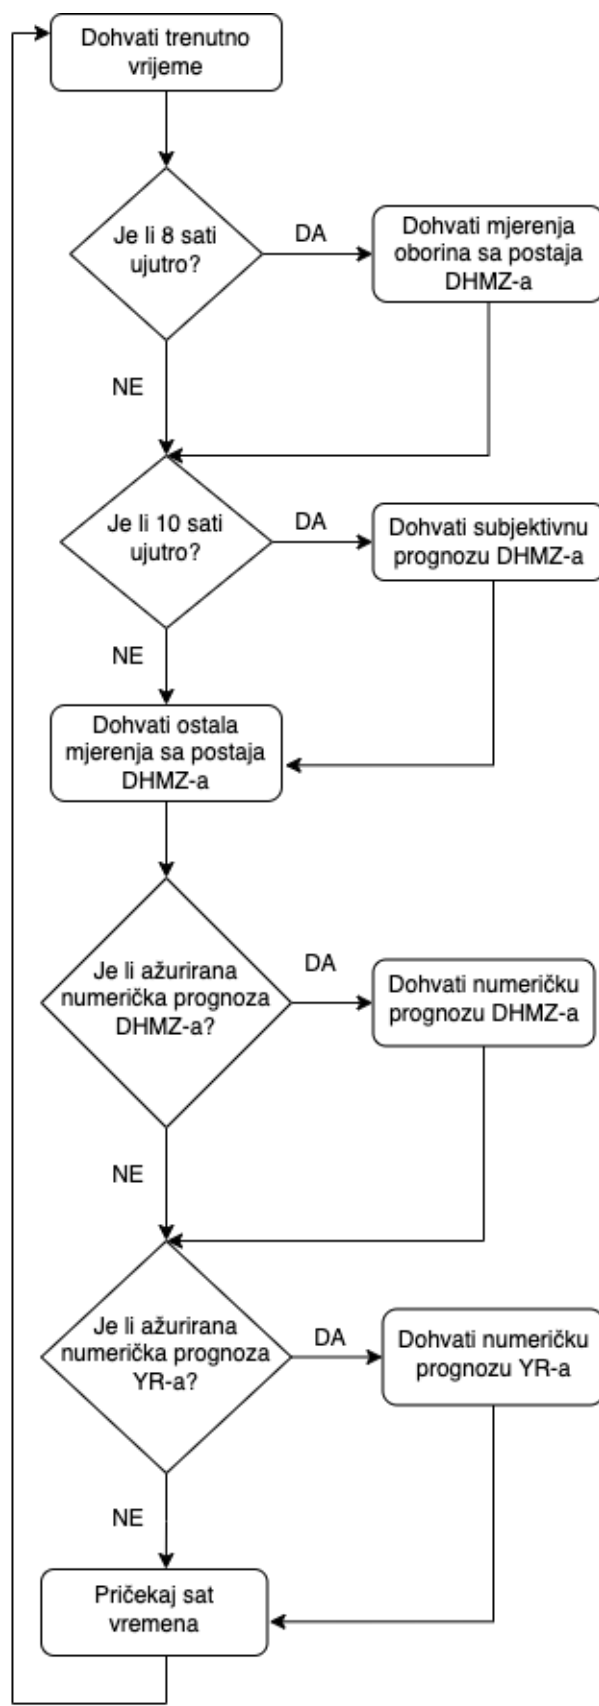 Dohvati trenutno
vrijeme
Je li 8 sati
ujutro?
DA
Dohvati mjerenja
oborina sa postaja
DHMZ-a
NE
Je li 10 sati
ujutro?
DA
Dohvati subjektivnu
prognozu DHMZ-a
NE
Dohvati ostala
mjerenja sa postaja
DHMZ-a
Je li ažurirana
numerička prognoza
DHMZ-a?
DA
Dohvati numeričku
prognozu DHMZ-a
NE
Je li ažurirana
numerička prognoza
YR-a?
DA
Dohvati numeričku
prognozu YR-a
NE
Pričekaj sat
vremena